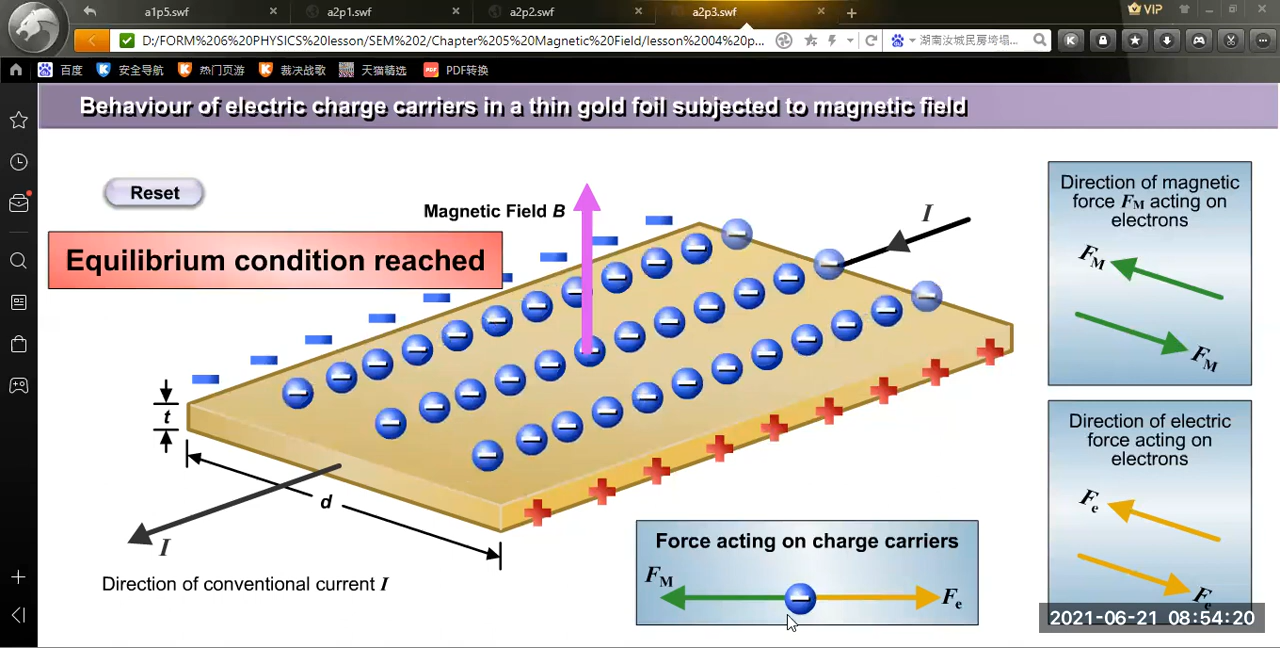 a1p5.swf
a2p1.swf
a2p2.swf
a2p3.swf
VIP
D:/FORM%206%20PHYSICS%20lesson/SEM%202/Chapter%205%20Magnetic%20Field/lesson%2004%20p...
湖南汝城民房垮塌...
K
百度
安全导航
热门页游
裁决战歌
天猫精选
PDF
PDF转换
Behaviour of electric charge carriers in a thin gold foil subjected to magnetic field
Reset
Magnetic Field B
I
Equilibrium condition reached
t
d
I
Direction of conventional current I
Direction of magnetic
force FM acting on
electrons
FM
FM
Direction of electric
force acting on
electrons
Fe
Fe
Force acting on charge carriers
FM
Fe
2021-06-21 08:54:20